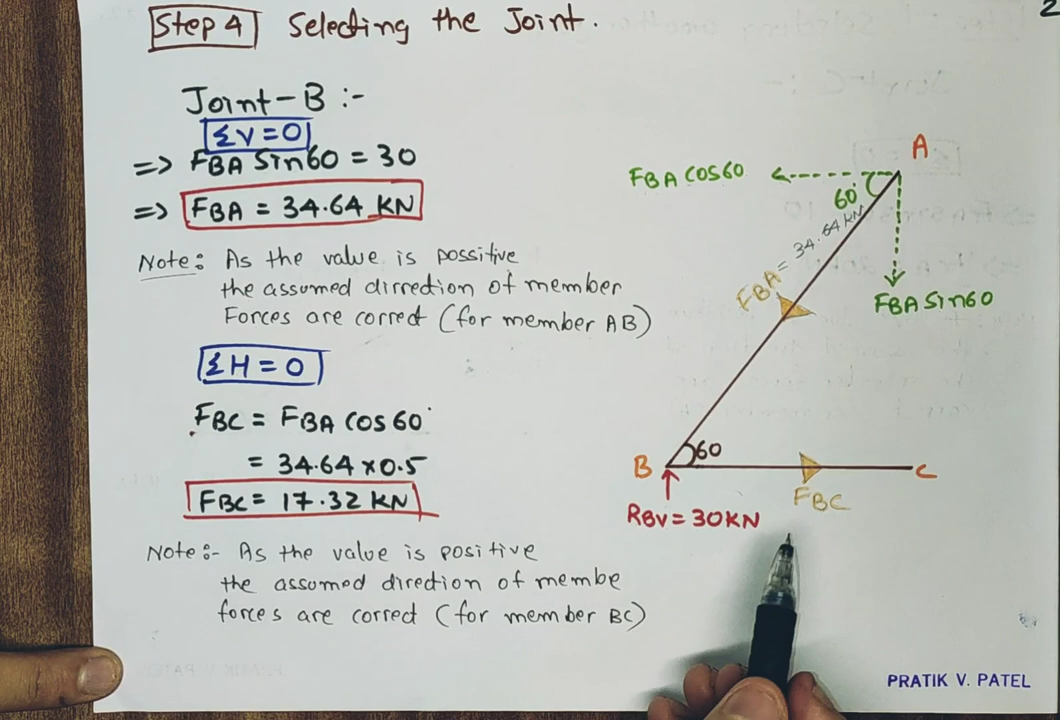 2
Step 4 Selecting the Joint.
Joint-B :-
ΣV=0
=> FBA Sin60 = 30
=> FBA = 34.64 KN
Note: As the value is possitive
the assumed dirrection of member
Forces are correct (for member AB)
ΣH=0
FBC = FBA cos 60°
= 34.64 x 0.5
FBC = 17.32 KN
Note:- As the value is positive
the assumed direction of membe
forces are correct (for member BC)
A
FBA COS60
60°
FBA = 34.64 KN
FBA Sin60
B
60
C
FBC
RBV = 30KN
PRATIK V. PATEL